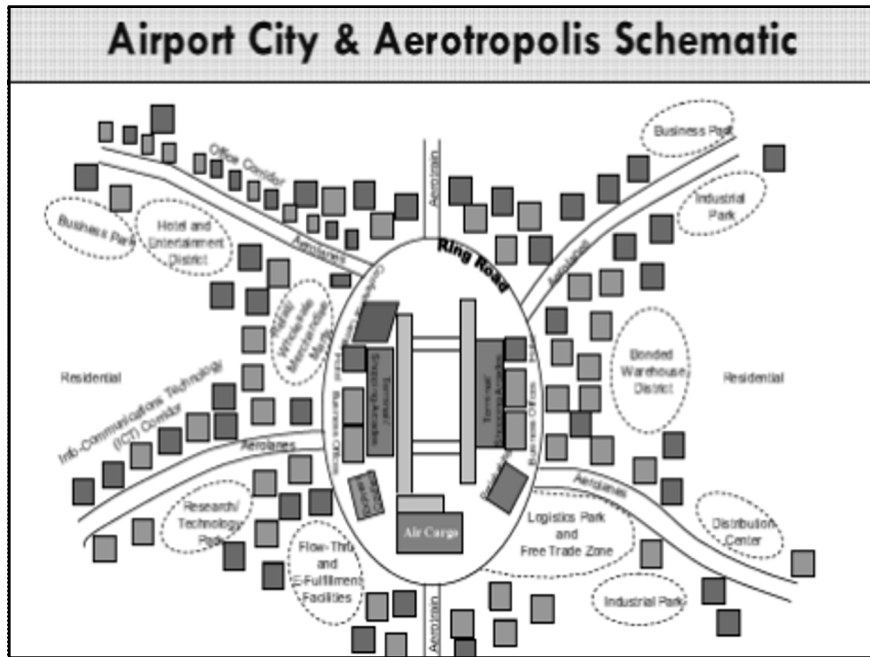 Airport City & Aerotropolis Schematic
Business Park
Office Corridor
Aerotrain
Industrial
Park
Business Park
Hotel and
Entertainment
District
Aerolanes
Aerolanes
Ring Road
Wholesale
Merchandise
Marts
Bonded
Warehouse
District
Residential
Residential
Terminal/
Shopping Arcades
Terminal/
Shopping Arcades
Business Offices
Business Offices
Info-Communications Technology
(ICT) Corridor
Aerolanes
Aerolanes
Research/
Technology
Park
Logistics Park
and
Free Trade Zone
Distribution
Center
Air Cargo
Flow-Thru
and
E-Fulfillment
Facilities
Industrial Park
Aerotrain